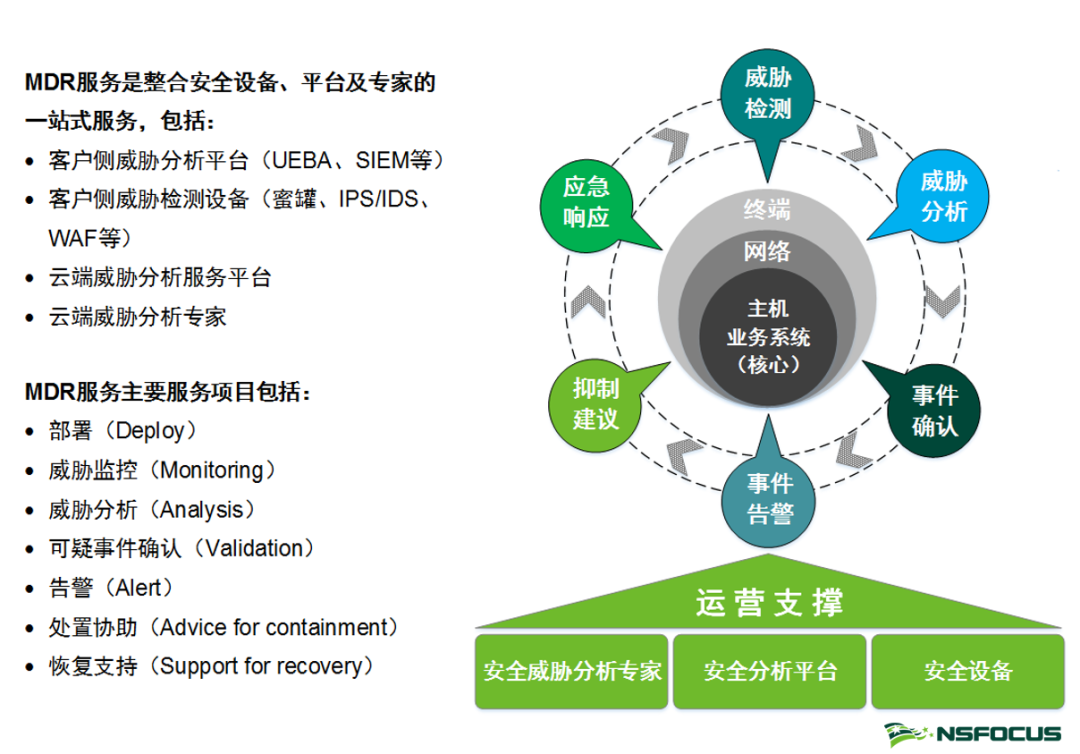 MDR服务是整合安全设备、平台及专家的
一站式服务，包括：
• 客户侧威胁分析平台（UEBA、SIEM等）
• 客户侧威胁检测设备（蜜罐、IPS/IDS、
WAF等）
• 云端威胁分析服务平台
• 云端威胁分析专家
MDR服务主要服务项目包括：
• 部署（Deploy）
• 威胁监控（Monitoring）
• 威胁分析（Analysis）
• 可疑事件确认（Validation）
• 告警（Alert）
• 处置协助（Advice for containment）
• 恢复支持（Support for recovery）
威胁
检测
威胁
分析
事件
确认
事件
告警
抑制
建议
应急
响应
终端
网络
主机
业务系统
（核心）
运营支撑
安全威胁分析专家
安全分析平台
安全设备
NSFOCUS